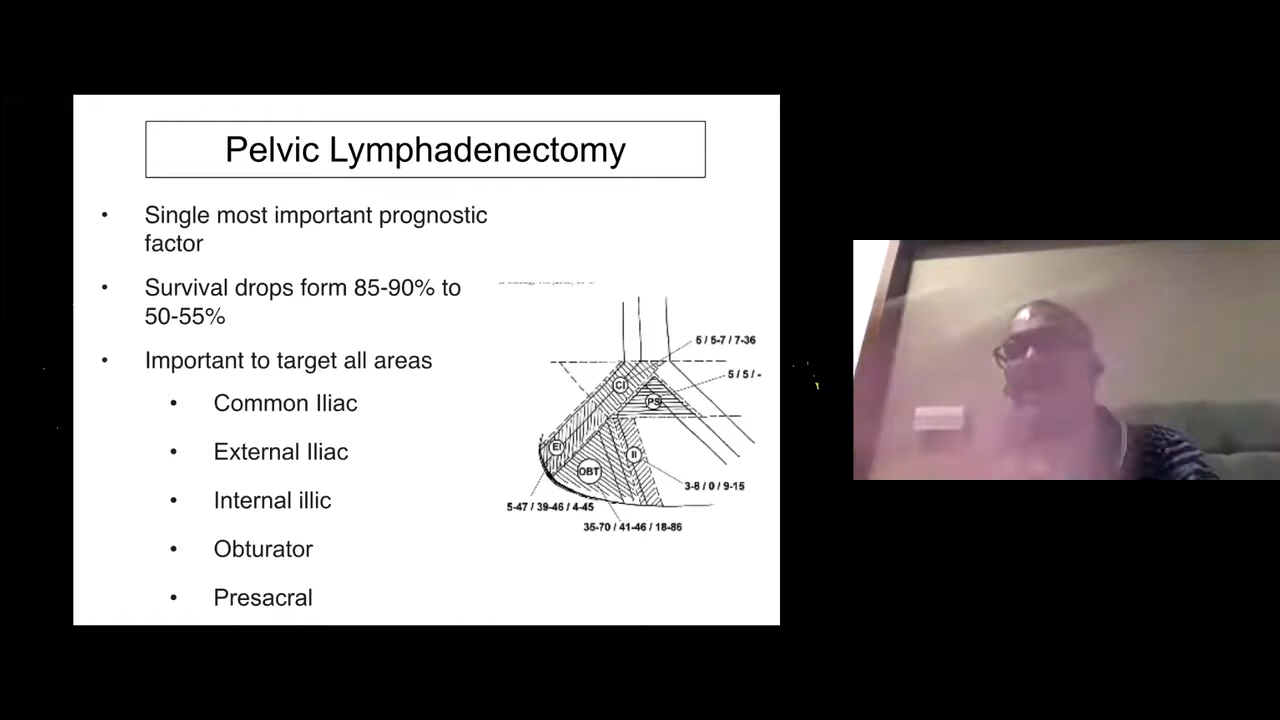 Pelvic Lymphadenectomy
• Single most important prognostic
factor
• Survival drops form 85-90% to
50-55%
• Important to target all areas
• Common Iliac
• External Iliac
• Internal illic
• Obturator
• Presacral
5 / 5-7 / 7-36
5 / 5 / -
CI
PS
EI
II
OBT
3-8 / 0 / 9-15
5-47 / 39-46 / 4-45
35-70 / 41-46 / 18-86